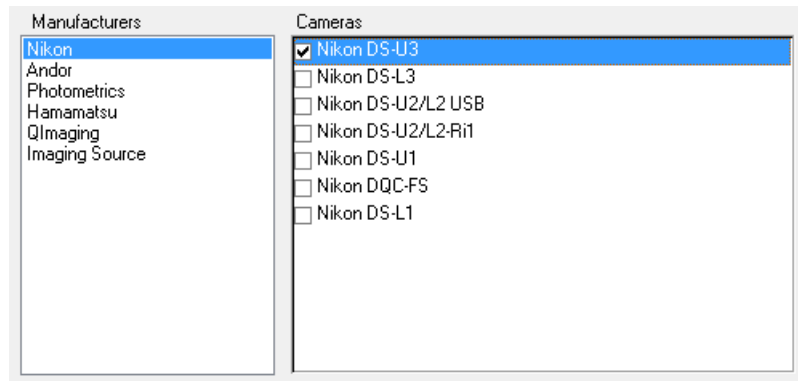 Manufacturers
Cameras
Nikon
Andor
Photometrics
Hamamatsu
QImaging
Imaging Source
Nikon DS-U3
Nikon DS-L3
Nikon DS-U2/L2 USB
Nikon DS-U2/L2-Ri1
Nikon DS-U1
Nikon DQC-FS
Nikon DS-L1